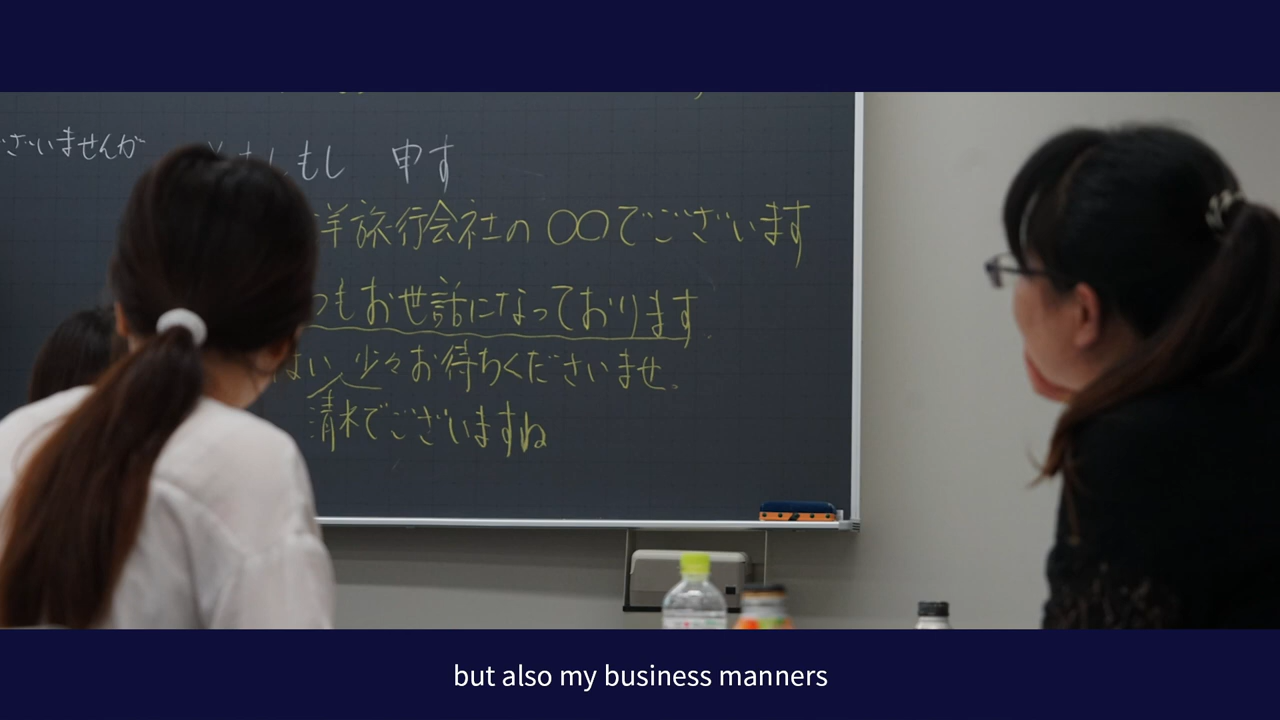 ございませんが
もし 申す
洋旅行会社の〇〇でございます
つもお世話になっております
はい、少々お待ちくださいませ。
清水でございますね
but also my business manners